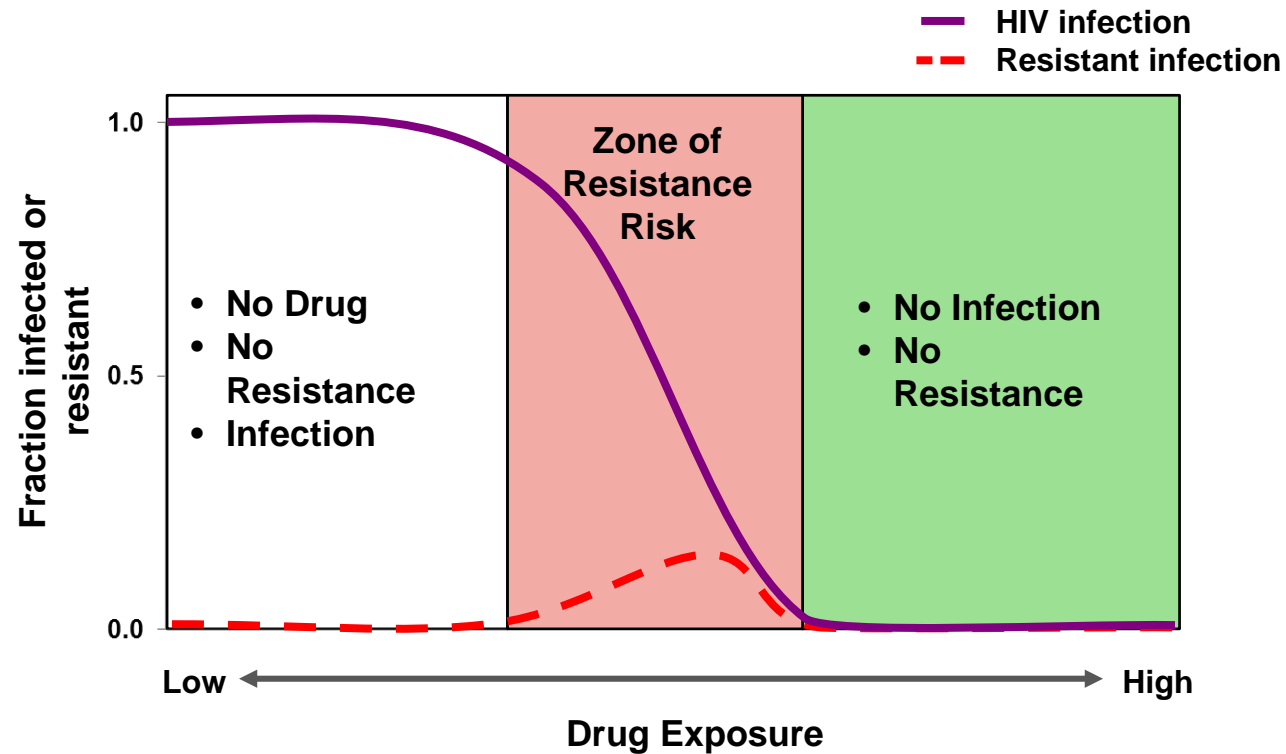 HIV infection
Resistant infection
Fraction infected or
resistant
1.0
0.5
0.0
• No Drug
• No
Resistance
• Infection
Zone of
Resistance
Risk
• No Infection
• No
Resistance
Low
High
Drug Exposure